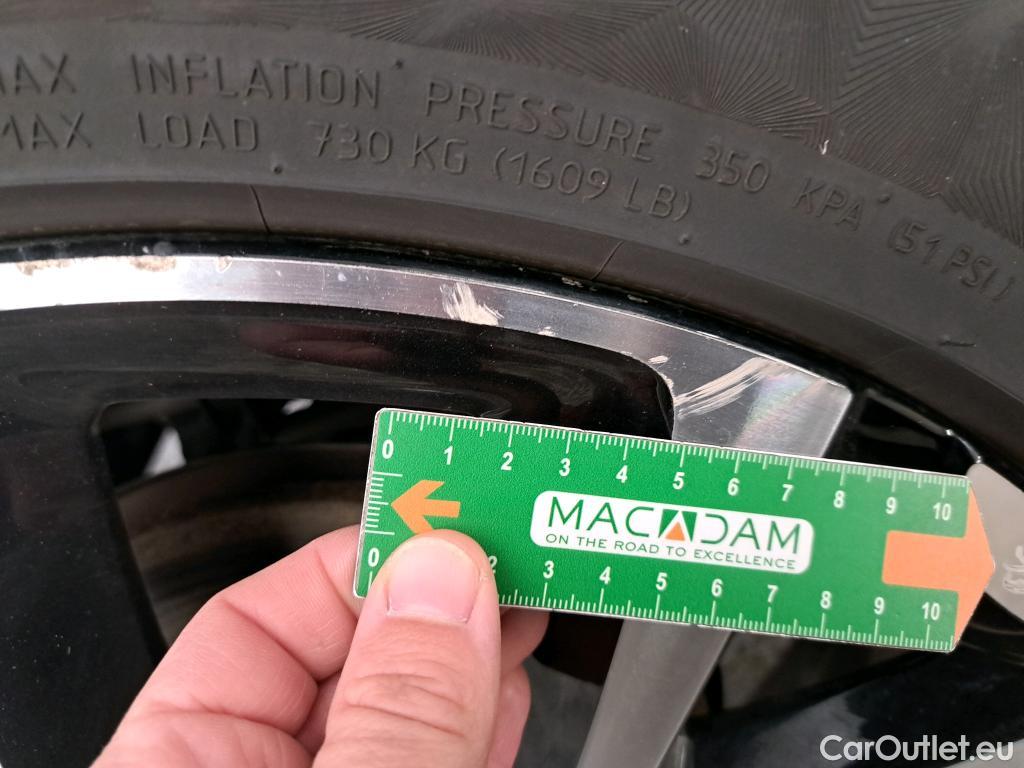 MAX INFLATION PRESSURE 350 KPA (51 PSI)
MAX LOAD 730 KG (1609 LB)
0 1 2 3 4 5 6 7 8 9 10
MACADAM
ON THE ROAD TO EXCELLENCE
0 2 3 4 5 6 7 8 9 10
CarOutlet.eu